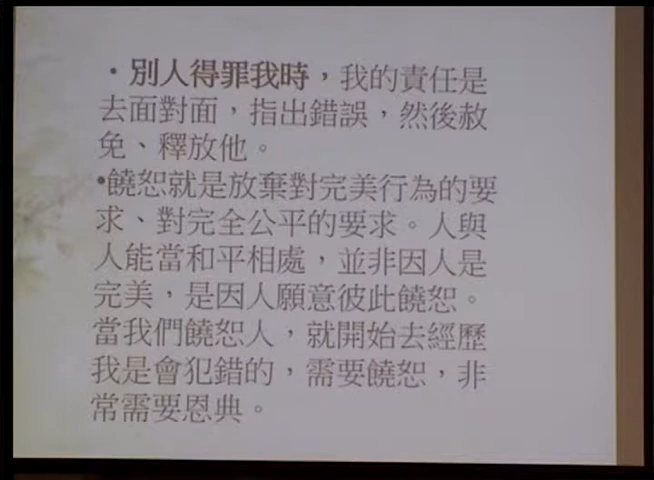 •別人得罪我時，我的責任是
去面對面，指出錯誤，然後赦
免、釋放他。
•饒恕就是放棄對完美行為的要
求、對完全公平的要求。人與
人能當和平相處，並非因人是
完美，是因人願意彼此饒恕。
當我們饒恕人，就開始去經歷
我是會犯錯的，需要饒恕，非
常需要恩典。